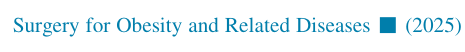 Surgery for Obesity and Related Diseases ■ (2025)